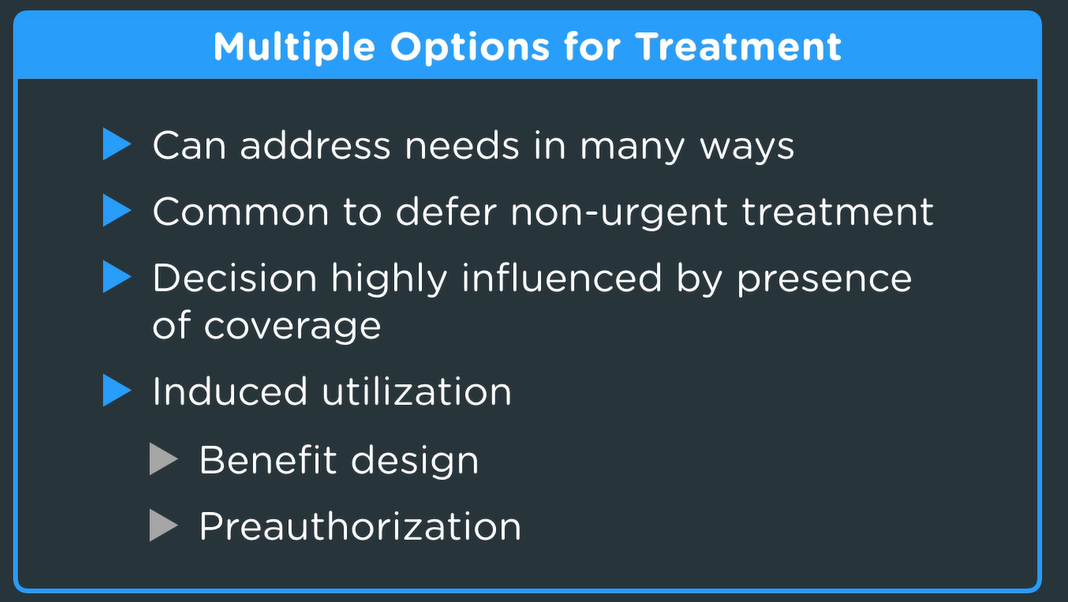 Multiple Options for Treatment
Can address needs in many ways
Common to defer non-urgent treatment
Decision highly influenced by presence
of coverage
Induced utilization
Benefit design
Preauthorization